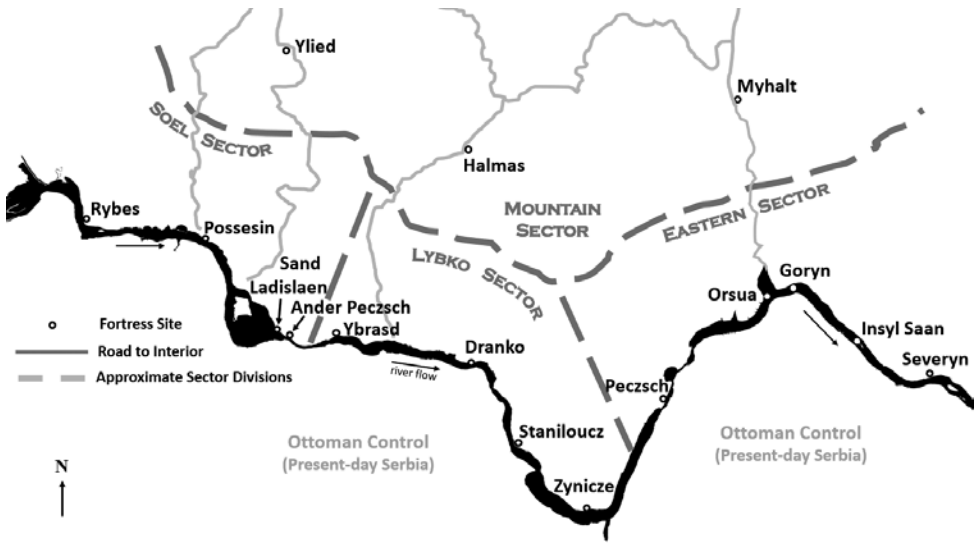 Ylied
Myhalt
SOEL SECTOR
Halmas
Rybes
MOUNTAIN
SECTOR
EASTERN SECTOR
Possesin
LYBKO SECTOR
Sand
Ladislaen
Goryn
Orsua
Ander Peczsch
Ybrasd
Insyl Saan
Fortress Site
Dranko
Severyn
Road to Interior
river flow
Approximate Sector Divisions
Peczsch
Staniloucz
Ottoman Control
(Present-day Serbia)
Ottoman Control
(Present-day Serbia)
N
Zynicze